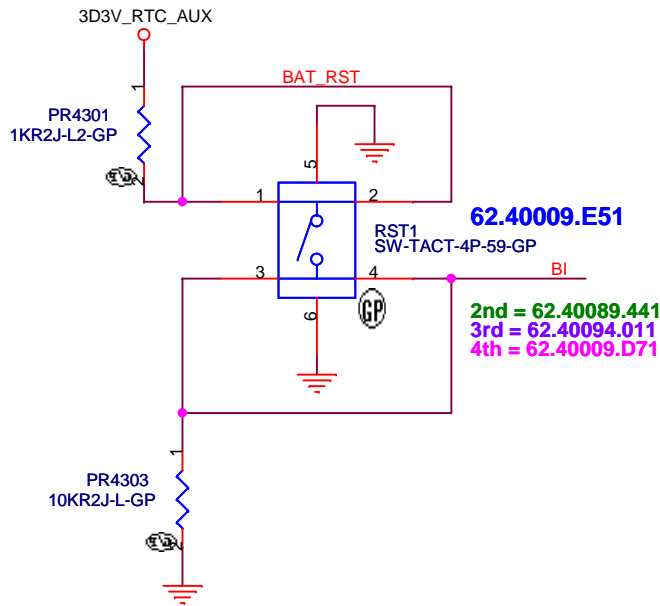 3D3V_RTC_AUX
BAT_RST
1
PR4301
1KR2J-L2-GP
2
5
1
2
62.40009.E51
RST1
SW-TACT-4P-59-GP
3
4
BI
GP
6
2nd = 62.40089.441
3rd = 62.40094.011
4th = 62.40009.D71
1
PR4303
10KR2J-L-GP
2